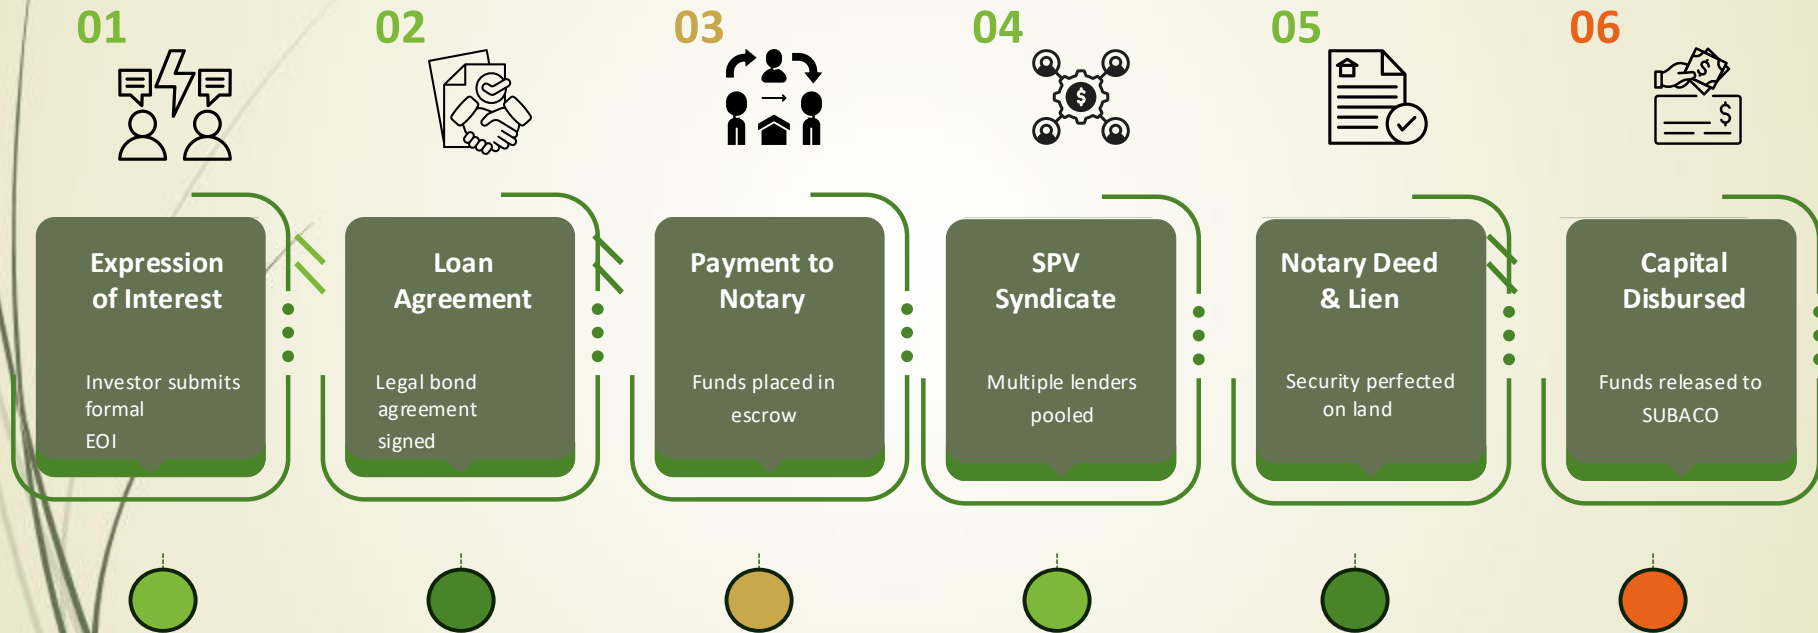 01
Expression
of Interest
Investor submits
formal
EOI
02
Loan
Agreement
Legal bond
agreement
signed
03
Payment to
Notary
Funds placed in
escrow
04
$
SPV
Syndicate
Multiple lenders
pooled
05
Notary Deed
& Lien
Security perfected
on land
06
$
$
Capital
Disbursed
Funds released to
SUBACO